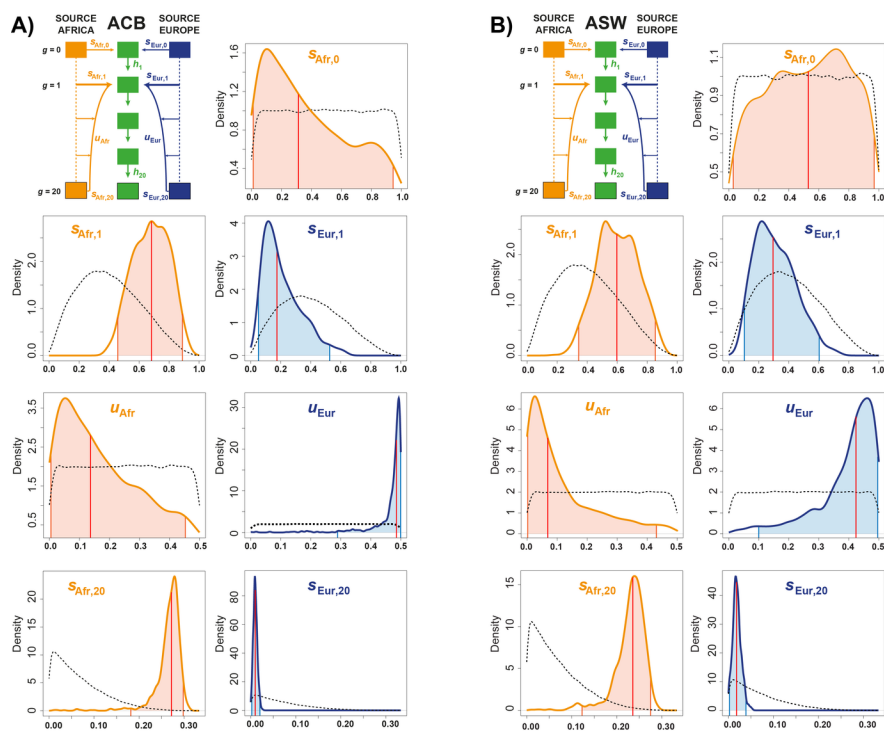 A)
SOURCE AFRICA
ACB
SOURCE EUROPE
g = 0
sAfr,0
sEur,0
h1
g = 1
sAfr,1
sEur,1
uAfr
uEur
h20
g = 20
sAfr,20
sEur,20
sAfr,0
Density
1.6
1.2
0.8
0.4
0.0 0.2 0.4 0.6 0.8 1.0
sAfr,1
Density
2.0
1.0
0.0
0.0 0.2 0.4 0.6 0.8 1.0
sEur,1
Density
4
3
2
1
0
0.0 0.2 0.4 0.6 0.8 1.0
uAfr
Density
3.5
2.5
1.5
0.5
0.0 0.1 0.2 0.3 0.4 0.5
uEur
Density
30
20
10
0
0.0 0.1 0.2 0.3 0.4 0.5
sAfr,20
Density
20
15
10
5
0
0.00 0.10 0.20 0.30
sEur,20
Density
80
60
40
20
0
0.00 0.10 0.20 0.30
B)
SOURCE AFRICA
ASW
SOURCE EUROPE
g = 0
sAfr,0
sEur,0
h1
g = 1
sAfr,1
sEur,1
uAfr
uEur
h20
g = 20
sAfr,20
sEur,20
sAfr,0
Density
1.1
0.9
0.7
0.5
0.0 0.2 0.4 0.6 0.8 1.0
sAfr,1
Density
2.0
1.0
0.0
0.0 0.2 0.4 0.6 0.8 1.0
sEur,1
Density
2.0
1.0
0.0
0.0 0.2 0.4 0.6 0.8 1.0
uAfr
Density
6
5
4
3
2
1
0
0.0 0.1 0.2 0.3 0.4 0.5
uEur
Density
6
5
4
3
2
1
0
0.0 0.1 0.2 0.3 0.4 0.5
sAfr,20
Density
15
10
5
0
0.00 0.10 0.20 0.30
sEur,20
Density
40
30
20
10
0
0.00 0.10 0.20 0.30